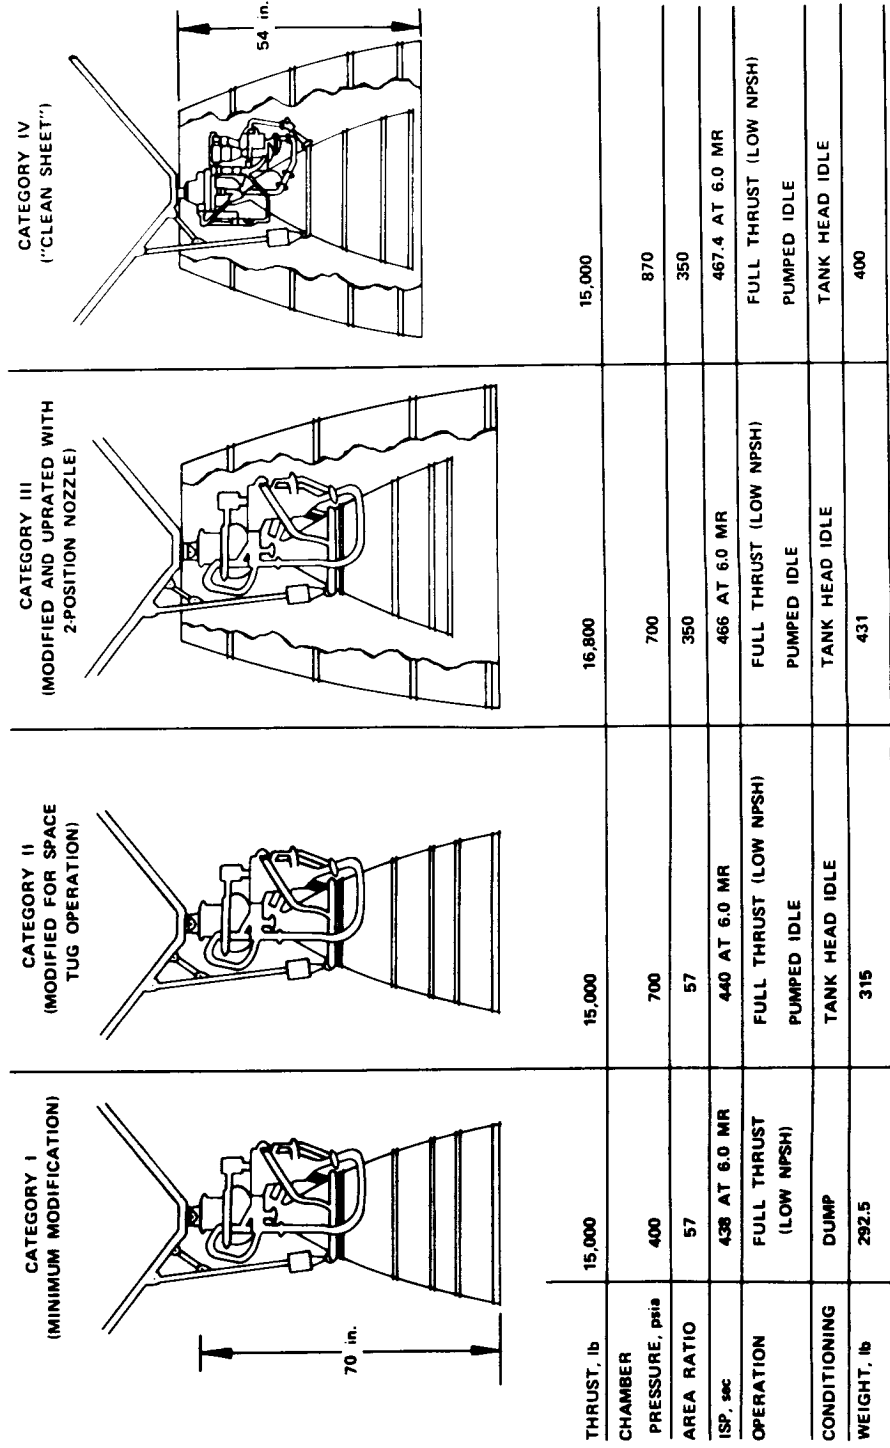 CATEGORY I
(MINIMUM MODIFICATION)
CATEGORY II
(MODIFIED FOR SPACE
TUG OPERATION)
CATEGORY III
(MODIFIED AND UPRATED WITH
2-POSITION NOZZLE)
CATEGORY IV
("CLEAN SHEET")
70 in.
54 in.
THRUST, lb 15,000 15,000 16,800 15,000
CHAMBER
PRESSURE, psia 400 700 700 870
AREA RATIO 57 57 350 350
ISP, sec 438 AT 6.0 MR 440 AT 6.0 MR 466 AT 6.0 MR 467.4 AT 6.0 MR
OPERATION FULL THRUST FULL THRUST (LOW NPSH) FULL THRUST (LOW NPSH) FULL THRUST (LOW NPSH)
(LOW NPSH) PUMPED IDLE PUMPED IDLE PUMPED IDLE
CONDITIONING DUMP TANK HEAD IDLE TANK HEAD IDLE TANK HEAD IDLE
WEIGHT, lb 292.5 315 431 400